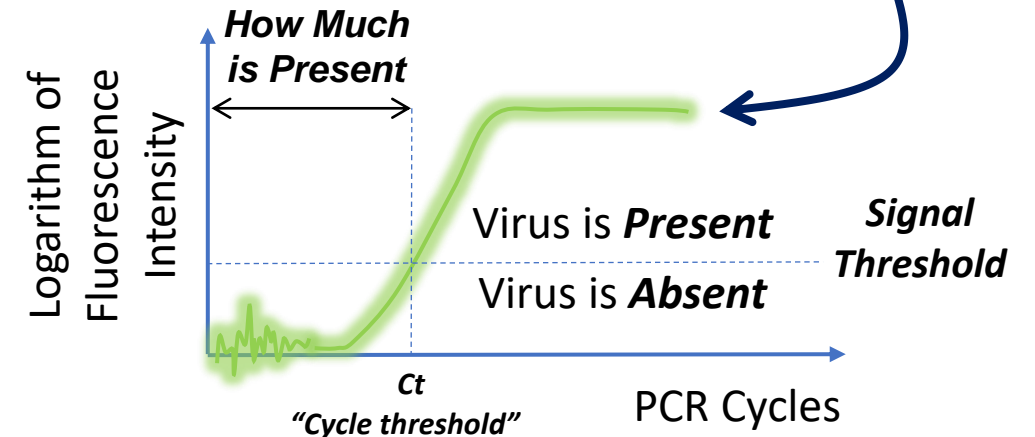 How Much
is Present
Logarithm of
Fluorescence
Intensity
Virus is Present
Signal
Threshold
Virus is Absent
Ct
“Cycle threshold”
PCR Cycles